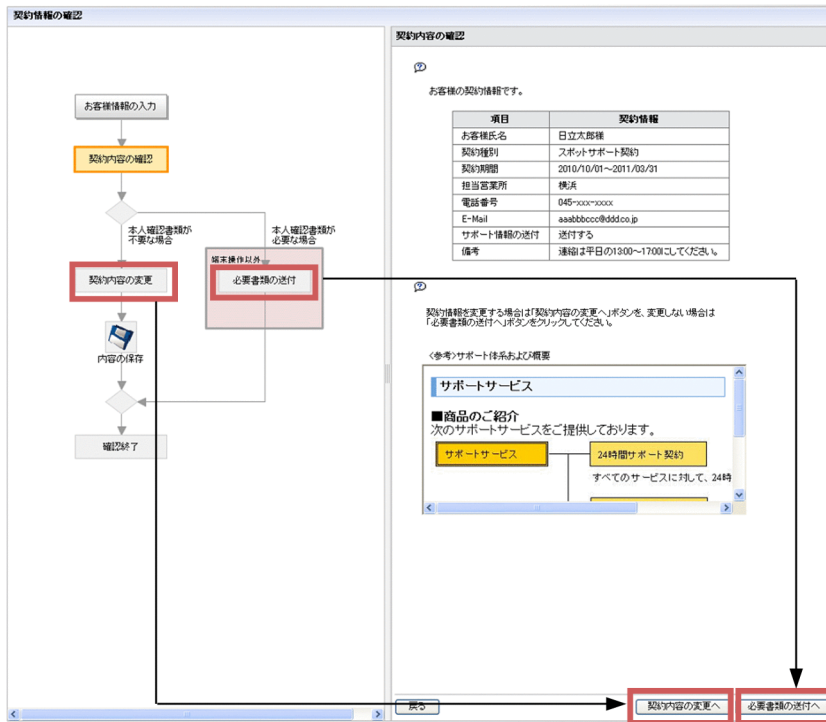 契約情報の確認
お客様情報の入力
契約内容の確認
本人確認書類が
不要な場合
本人確認書類が
必要な場合
端末操作以外
契約内容の変更
必要書類の送付
内容の保存
確認終了
契約内容の確認
お客様の契約情報です。
項目 契約情報
お客様氏名 日立太郎様
契約種別 スポットサポート契約
契約期間 2010/10/01～2011/03/31
担当営業所 横浜
電話番号 045-xxx-xxxx
E-Mail aaabbbccc@ddd.co.jp
サポート情報の送付 送付する
備考 連絡は平日の13:00～17:00にしてください。
契約情報を変更する場合は「契約内容の変更へ」ボタンを、変更しない場合は
「必要書類の送付へ」ボタンをクリックしてください。
<参考>サポート体系および概要
サポートサービス
■商品のご紹介
次のサポートサービスをご提供しております。
サポートサービス
24時間サポート契約
すべてのサービスに対して、24時
戻る
契約内容の変更へ
必要書類の送付へ